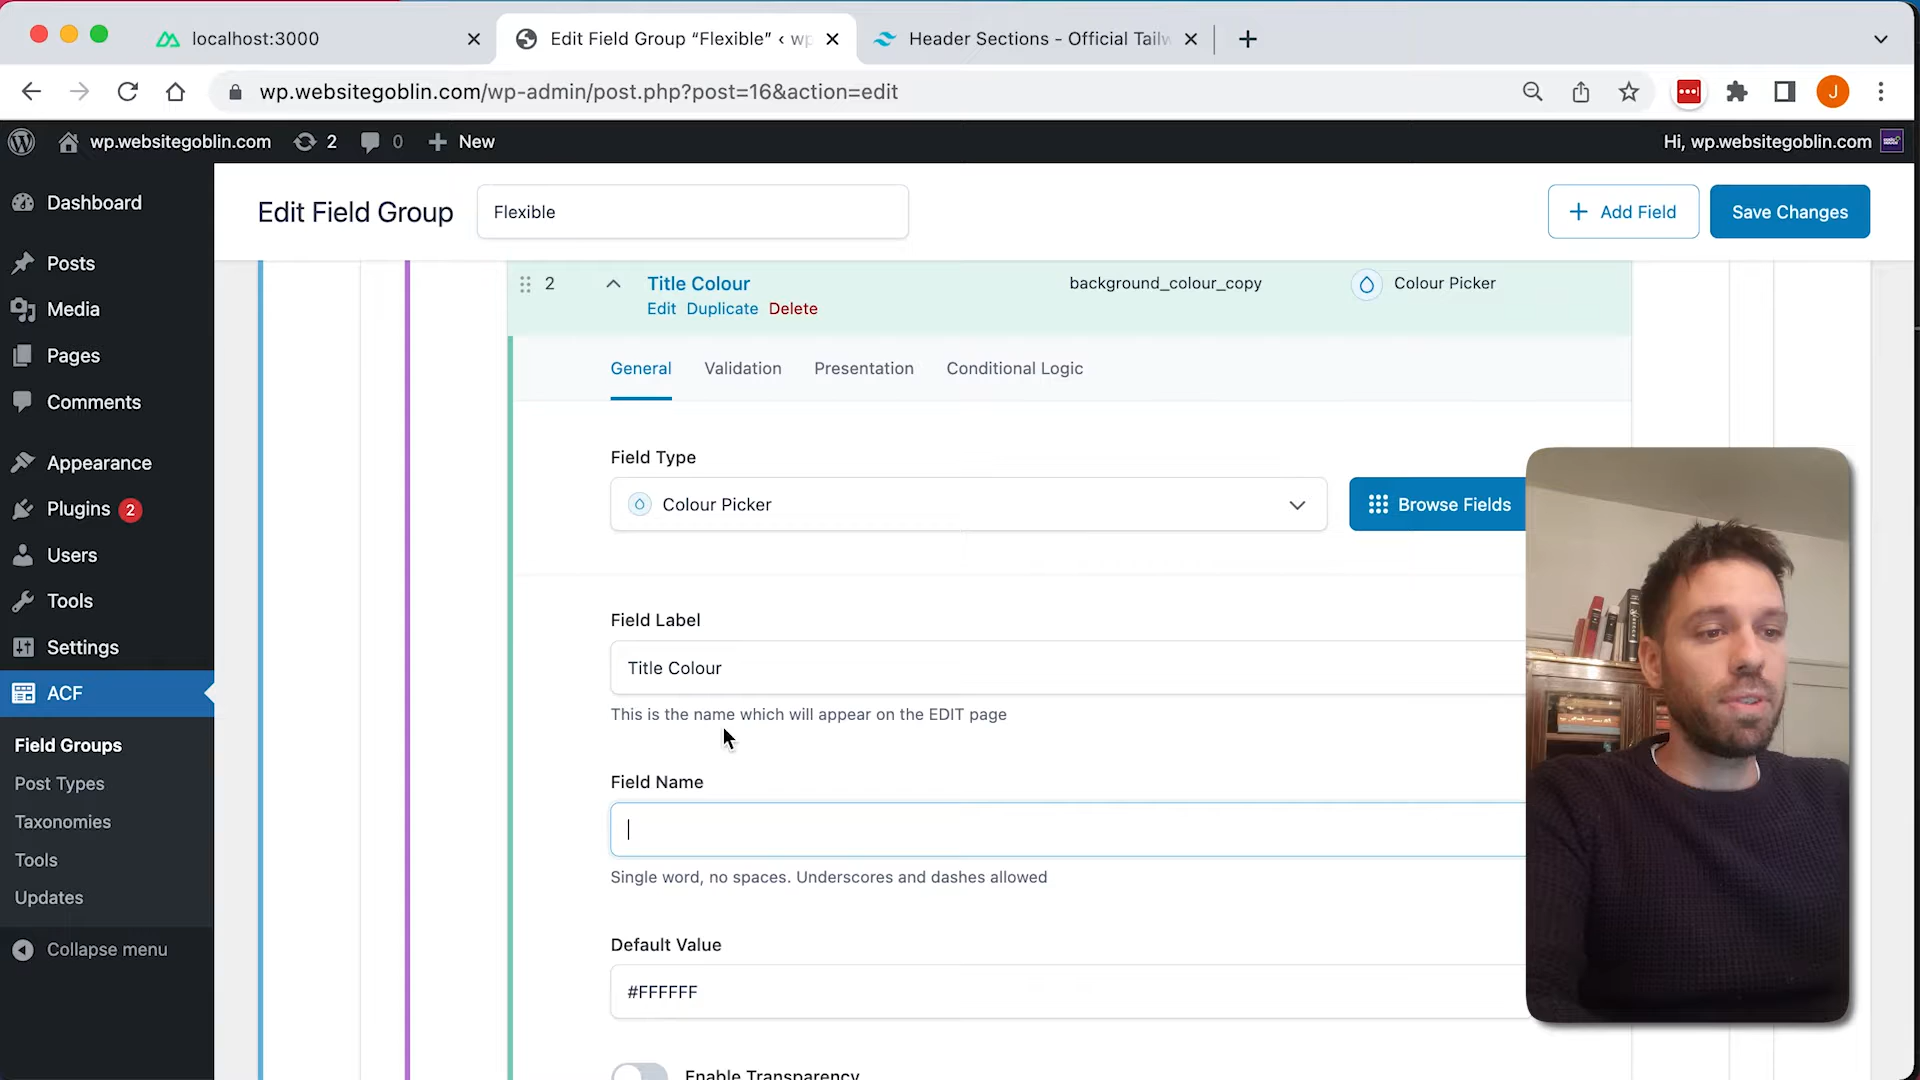 localhost:3000
Edit Field Group “Flexible” ‹ wp
Header Sections - Official Tailw
wp.websitegoblin.com/wp-admin/post.php?post=16&action=edit
J
wp.websitegoblin.com
2
0
New
Hi, wp.websitegoblin.com
Dashboard
Posts
Media
Pages
Comments
Appearance
Plugins 2
Users
Tools
Settings
ACF
Field Groups
Post Types
Taxonomies
Tools
Updates
Collapse menu
Edit Field Group
Flexible
+ Add Field
Save Changes
2
Title Colour
background_colour_copy
Colour Picker
Edit Duplicate Delete
General Validation Presentation Conditional Logic
Field Type
Colour Picker
Browse Fields
Field Label
Title Colour
This is the name which will appear on the EDIT page
Field Name
Single word, no spaces. Underscores and dashes allowed
Default Value
#FFFFFF
Enable Transparency